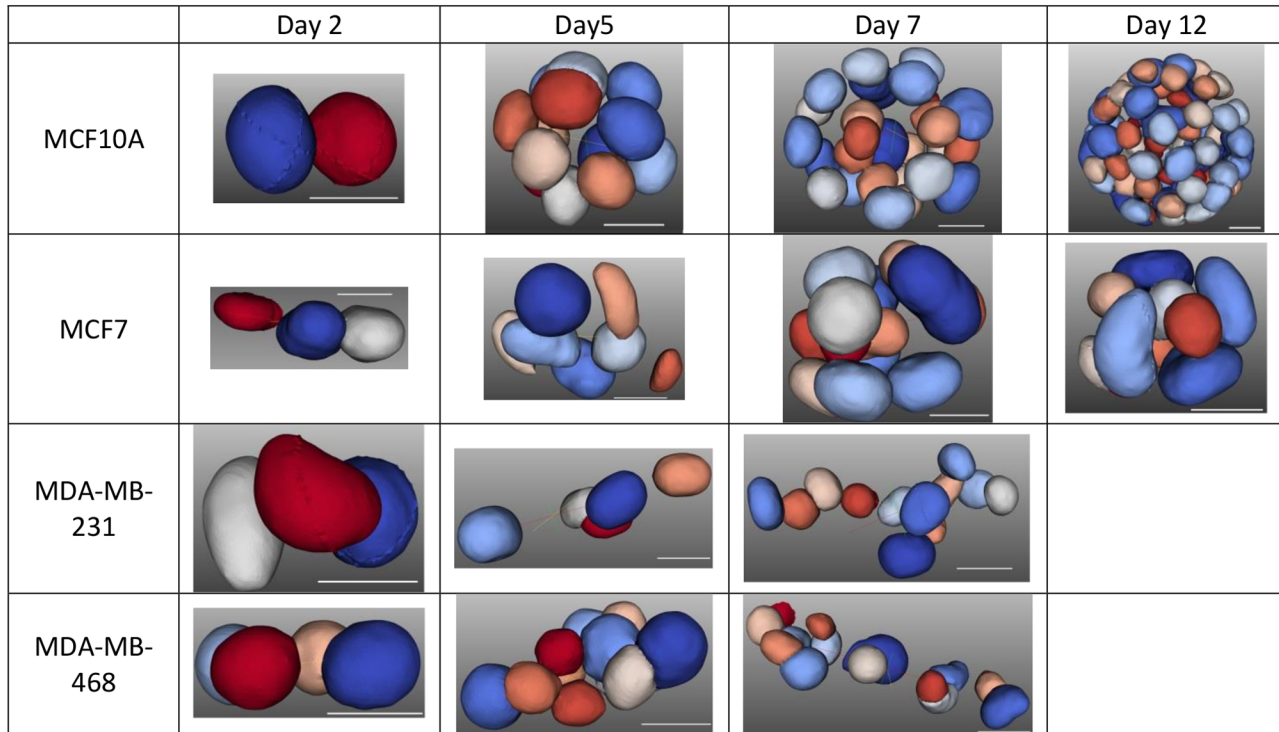 Day 2
Day5
Day 7
Day 12
MCF10A
MCF7
MDA-MB-
231
MDA-MB-
468